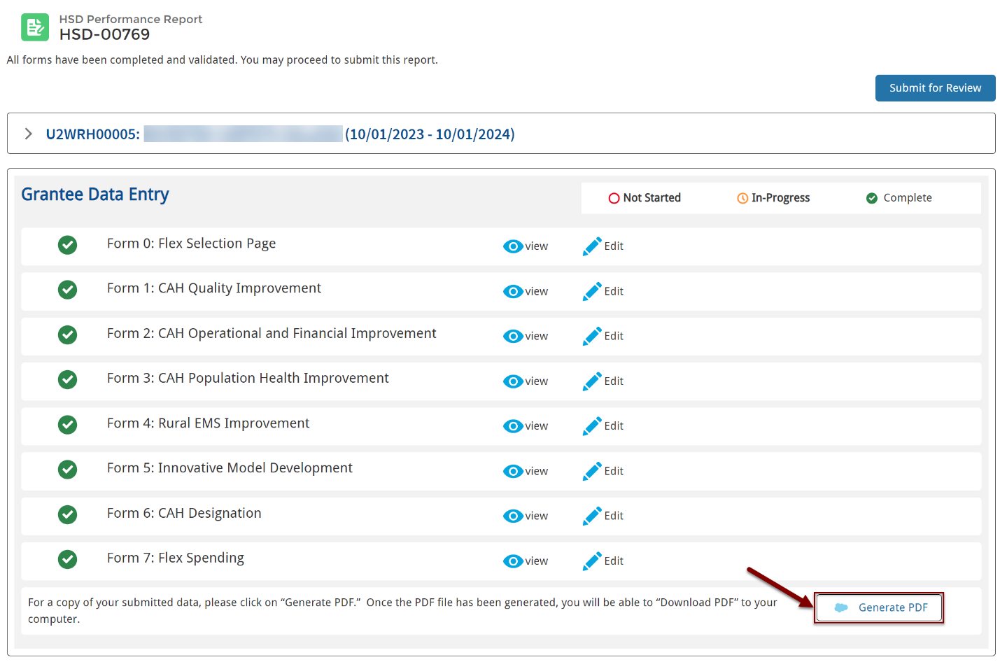 HSD Performance Report
HSD-00769
All forms have been completed and validated. You may proceed to submit this report.
Submit for Review
U2WRH00005: (10/01/2023 - 10/01/2024)
Grantee Data Entry
Not Started In-Progress Complete
Form 0: Flex Selection Page view Edit
Form 1: CAH Quality Improvement view Edit
Form 2: CAH Operational and Financial Improvement view Edit
Form 3: CAH Population Health Improvement view Edit
Form 4: Rural EMS Improvement view Edit
Form 5: Innovative Model Development view Edit
Form 6: CAH Designation view Edit
Form 7: Flex Spending view Edit
For a copy of your submitted data, please click on “Generate PDF.” Once the PDF file has been generated, you will be able to “Download PDF” to your
computer.
Generate PDF